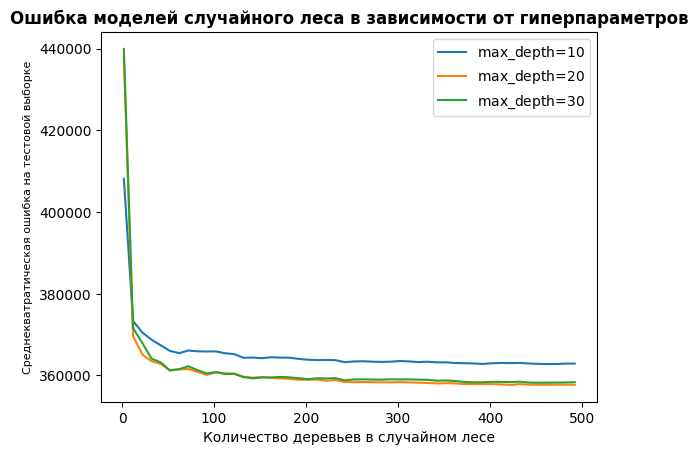 Ошибка моделей случайного леса в зависимости от гиперпараметров
Среднекватратическая ошибка на тестовой выборке
440000
420000
400000
380000
360000
max_depth=10
max_depth=20
max_depth=30
0
100
200
300
400
500
Количество деревьев в случайном лесе